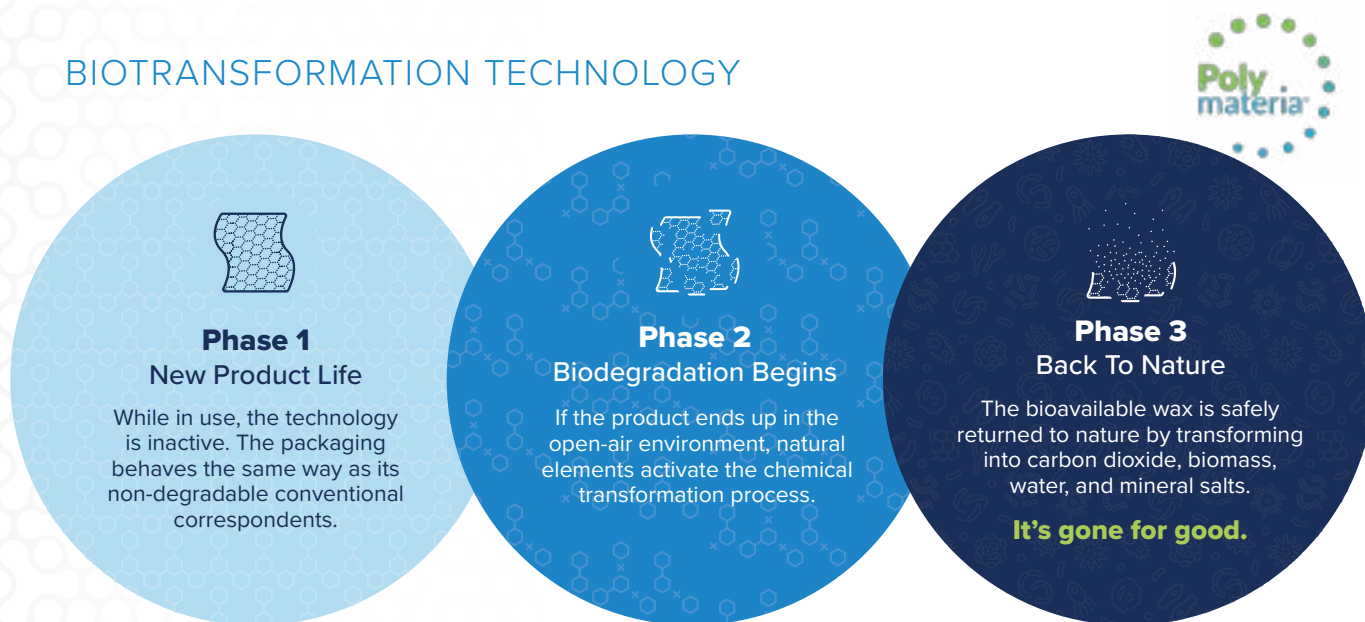 BIOTRANSFORMATION TECHNOLOGY
Poly
materia
Phase 1
New Product Life
While in use, the technology
is inactive. The packaging
behaves the same way as its
non-degradable conventional
correspondents.
Phase 2
Biodegradation Begins
If the product ends up in the
open-air environment, natural
elements activate the chemical
transformation process.
Phase 3
Back To Nature
The bioavailable wax is safely
returned to nature by transforming
into carbon dioxide, biomass,
water, and mineral salts.
It's gone for good.